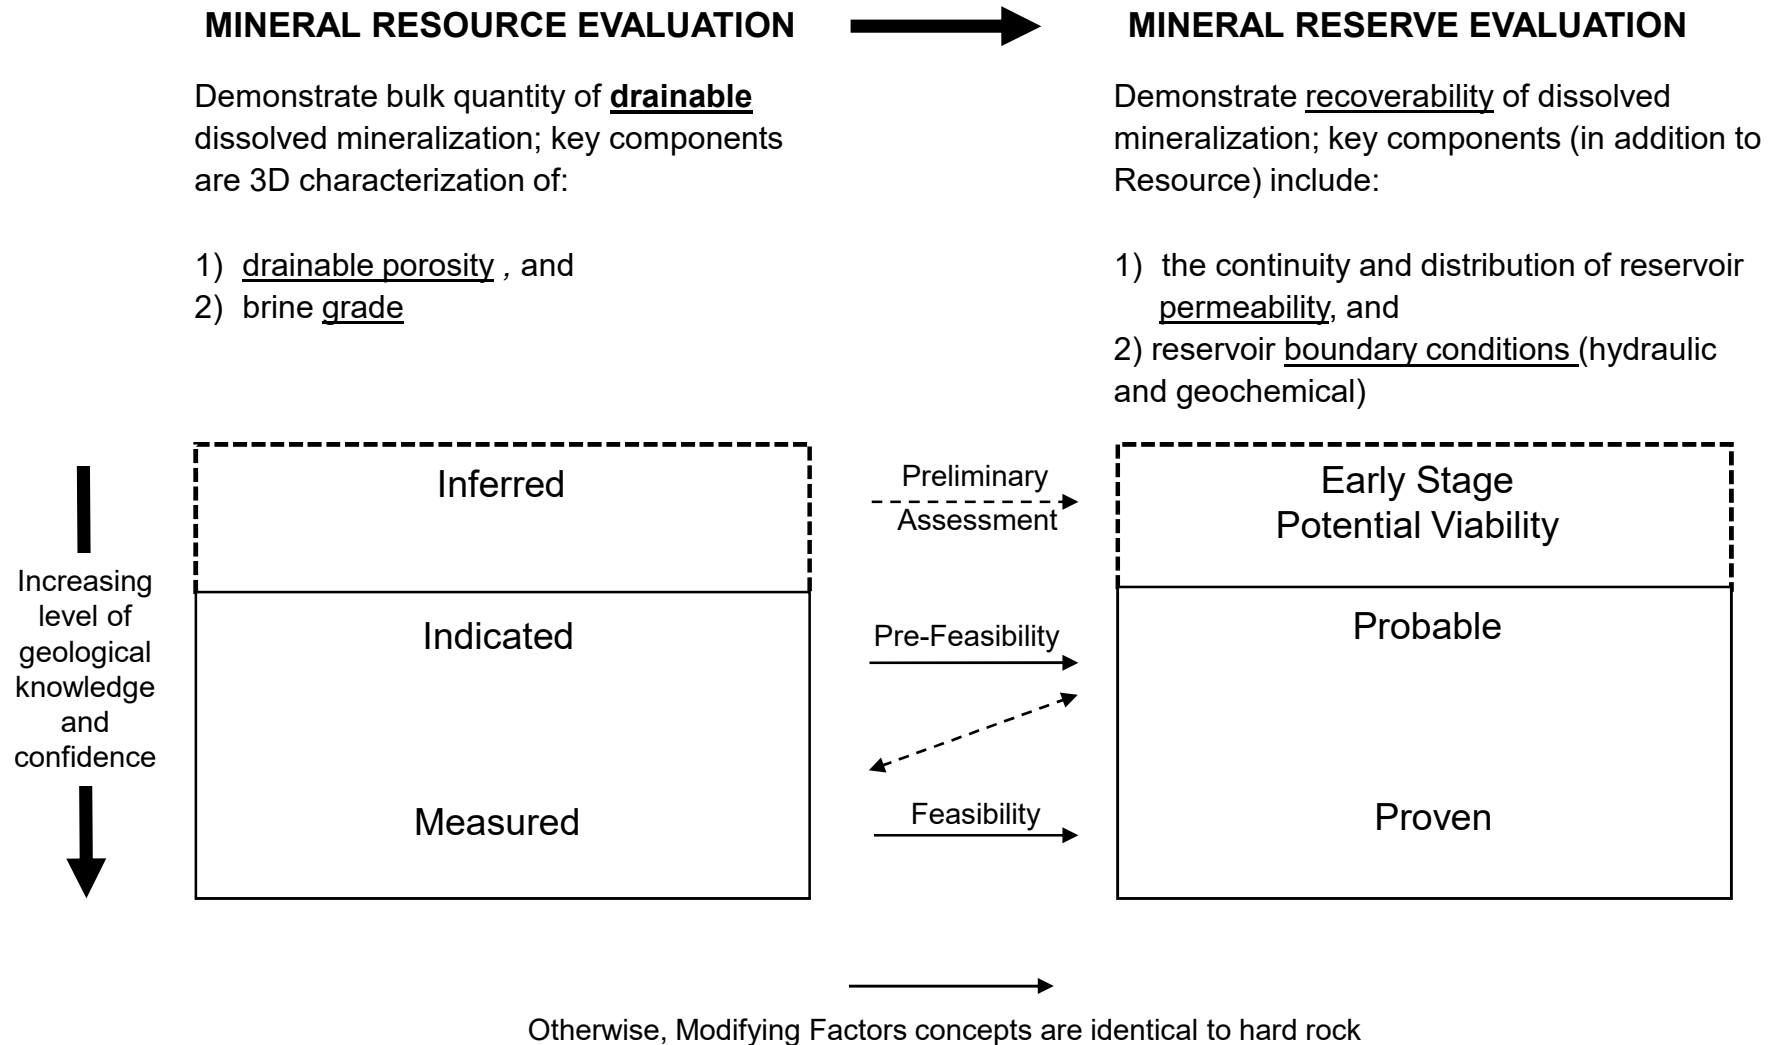 MINERAL RESOURCE EVALUATION
Demonstrate bulk quantity of drainable
dissolved mineralization; key components
are 3D characterization of:
1) drainable porosity , and
2) brine grade
MINERAL RESERVE EVALUATION
Demonstrate recoverability of dissolved
mineralization; key components (in addition to
Resource) include:
1) the continuity and distribution of reservoir
permeability, and
2) reservoir boundary conditions (hydraulic
and geochemical)
Increasing
level of
geological
knowledge
and
confidence
Inferred
Indicated
Measured
Preliminary
Assessment
Pre-Feasibility
Feasibility
Early Stage
Potential Viability
Probable
Proven
Otherwise, Modifying Factors concepts are identical to hard rock